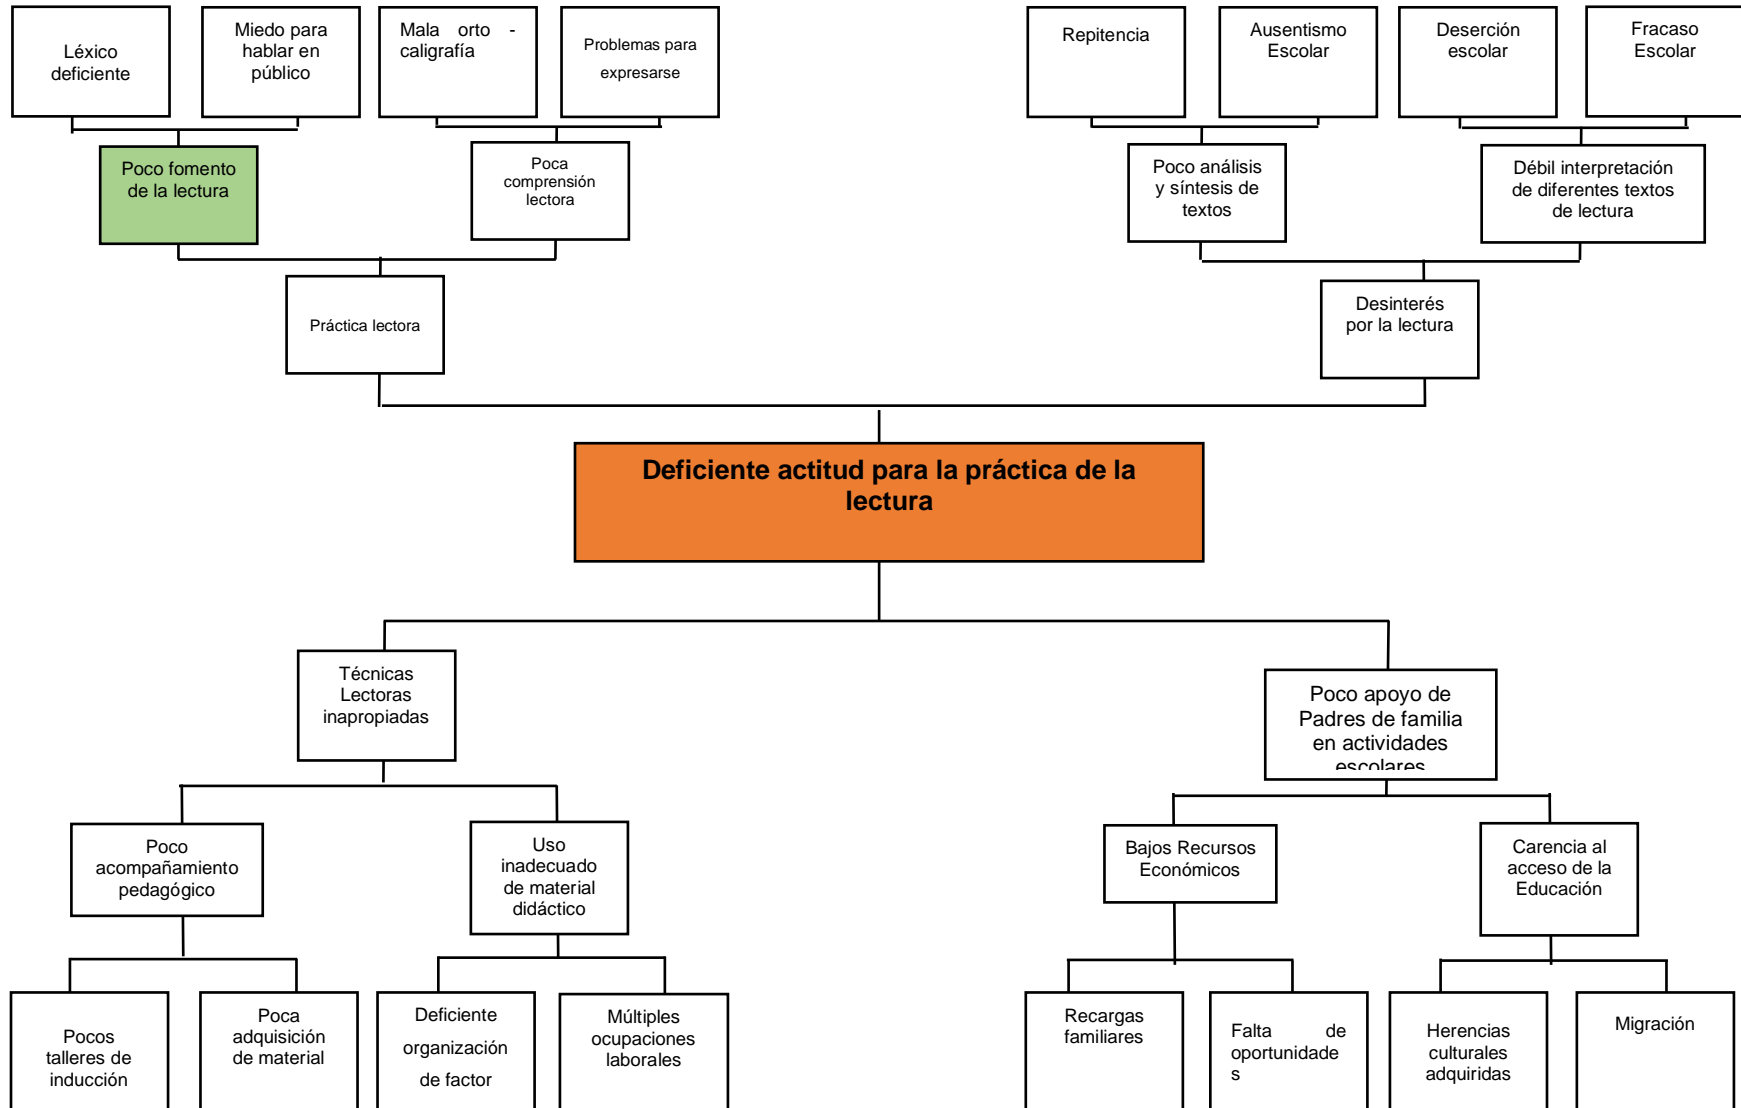 Léxico
deficiente
Miedo para
hablar en
público
Mala orto -
caligrafía
Problemas para
expresarse
Repitencia
Ausentismo
Escolar
Deserción
escolar
Fracaso
Escolar
Poco fomento
de la lectura
Poca
comprensión
lectora
Poco análisis
y síntesis de
textos
Débil interpretación
de diferentes textos
de lectura
Práctica lectora
Desinterés
por la lectura
Deficiente actitud para la práctica de la
lectura
Técnicas
Lectoras
inapropiadas
Poco apoyo de
Padres de familia
en actividades
escolares
Poco
acompañamiento
pedagógico
Uso
inadecuado
de material
didáctico
Bajos Recursos
Económicos
Carencia al
acceso de la
Educación
Pocos
talleres de
inducción
Poca
adquisición
de material
Deficiente
organización
de factor
Múltiples
ocupaciones
laborales
Recargas
familiares
Falta de
oportunidade
s
Herencias
culturales
adquiridas
Migración